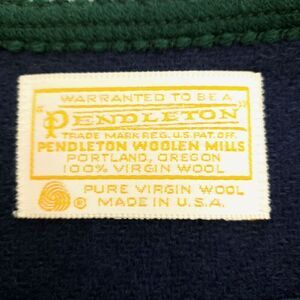 WARRANTED TO BE A
"PENDLETON"
TRADE MARK REG. U.S. PAT. OFF.
PENDLETON WOOLEN MILLS
PORTLAND, OREGON
100% VIRGIN WOOL
® PURE VIRGIN WOOL
MADE IN U.S.A.